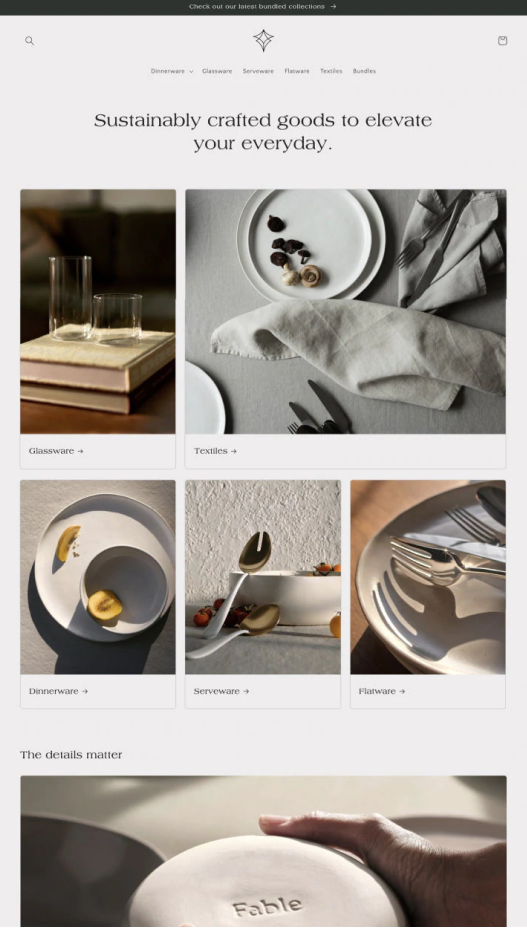 Check out our latest bundled collections →
Dinnerware Glassware Serveware Flatware Textiles Bundles
Sustainably crafted goods to elevate
your everyday.
Glassware →
Textiles →
Dinnerware →
Serveware →
Flatware →
The details matter
Fable